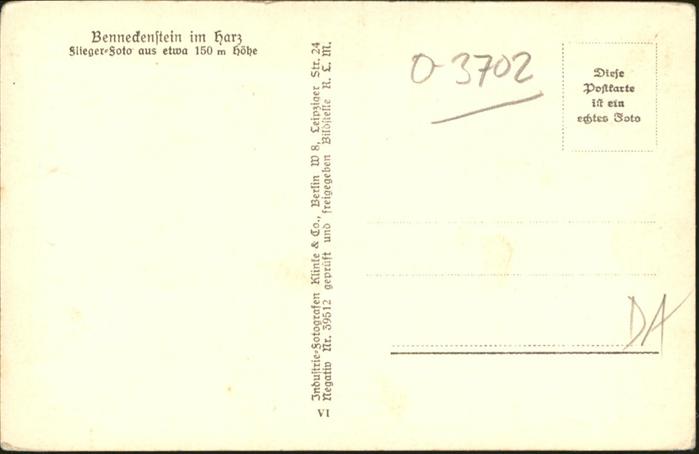 Benneckenstein im Harz
Flieger-Foto aus etwa 150 m Höhe
Industrie-Fotografen Klinke & Co., Berlin W 8, Leipziger Str. 24
Negativ Nr. 39512 geprüft und freigegeben Bildstelle R. L. M.
VI
O-3702
Diese
Postkarte
ist ein
echtes Foto
DA